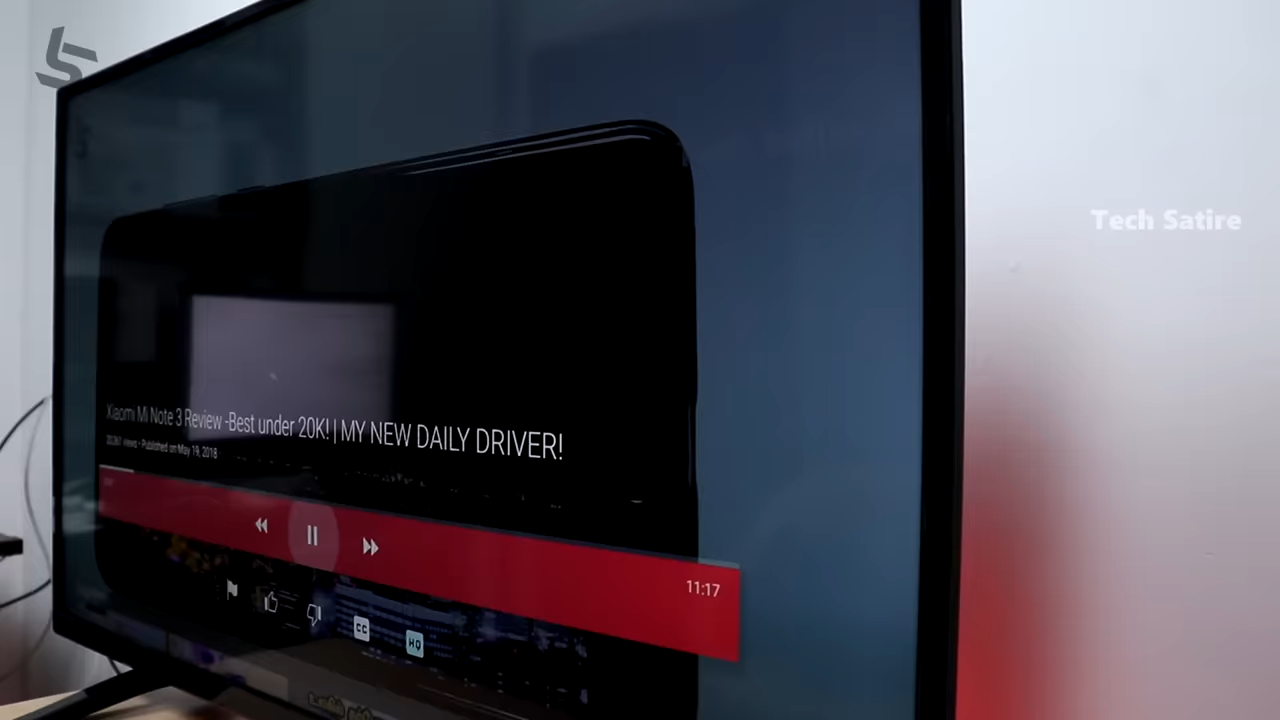 Tech Satire
Xiaomi Mi Note 3 Review -Best under 20K! | MY NEW DAILY DRIVER!
views - Published on May 19, 2018
11:17
CC
HQ